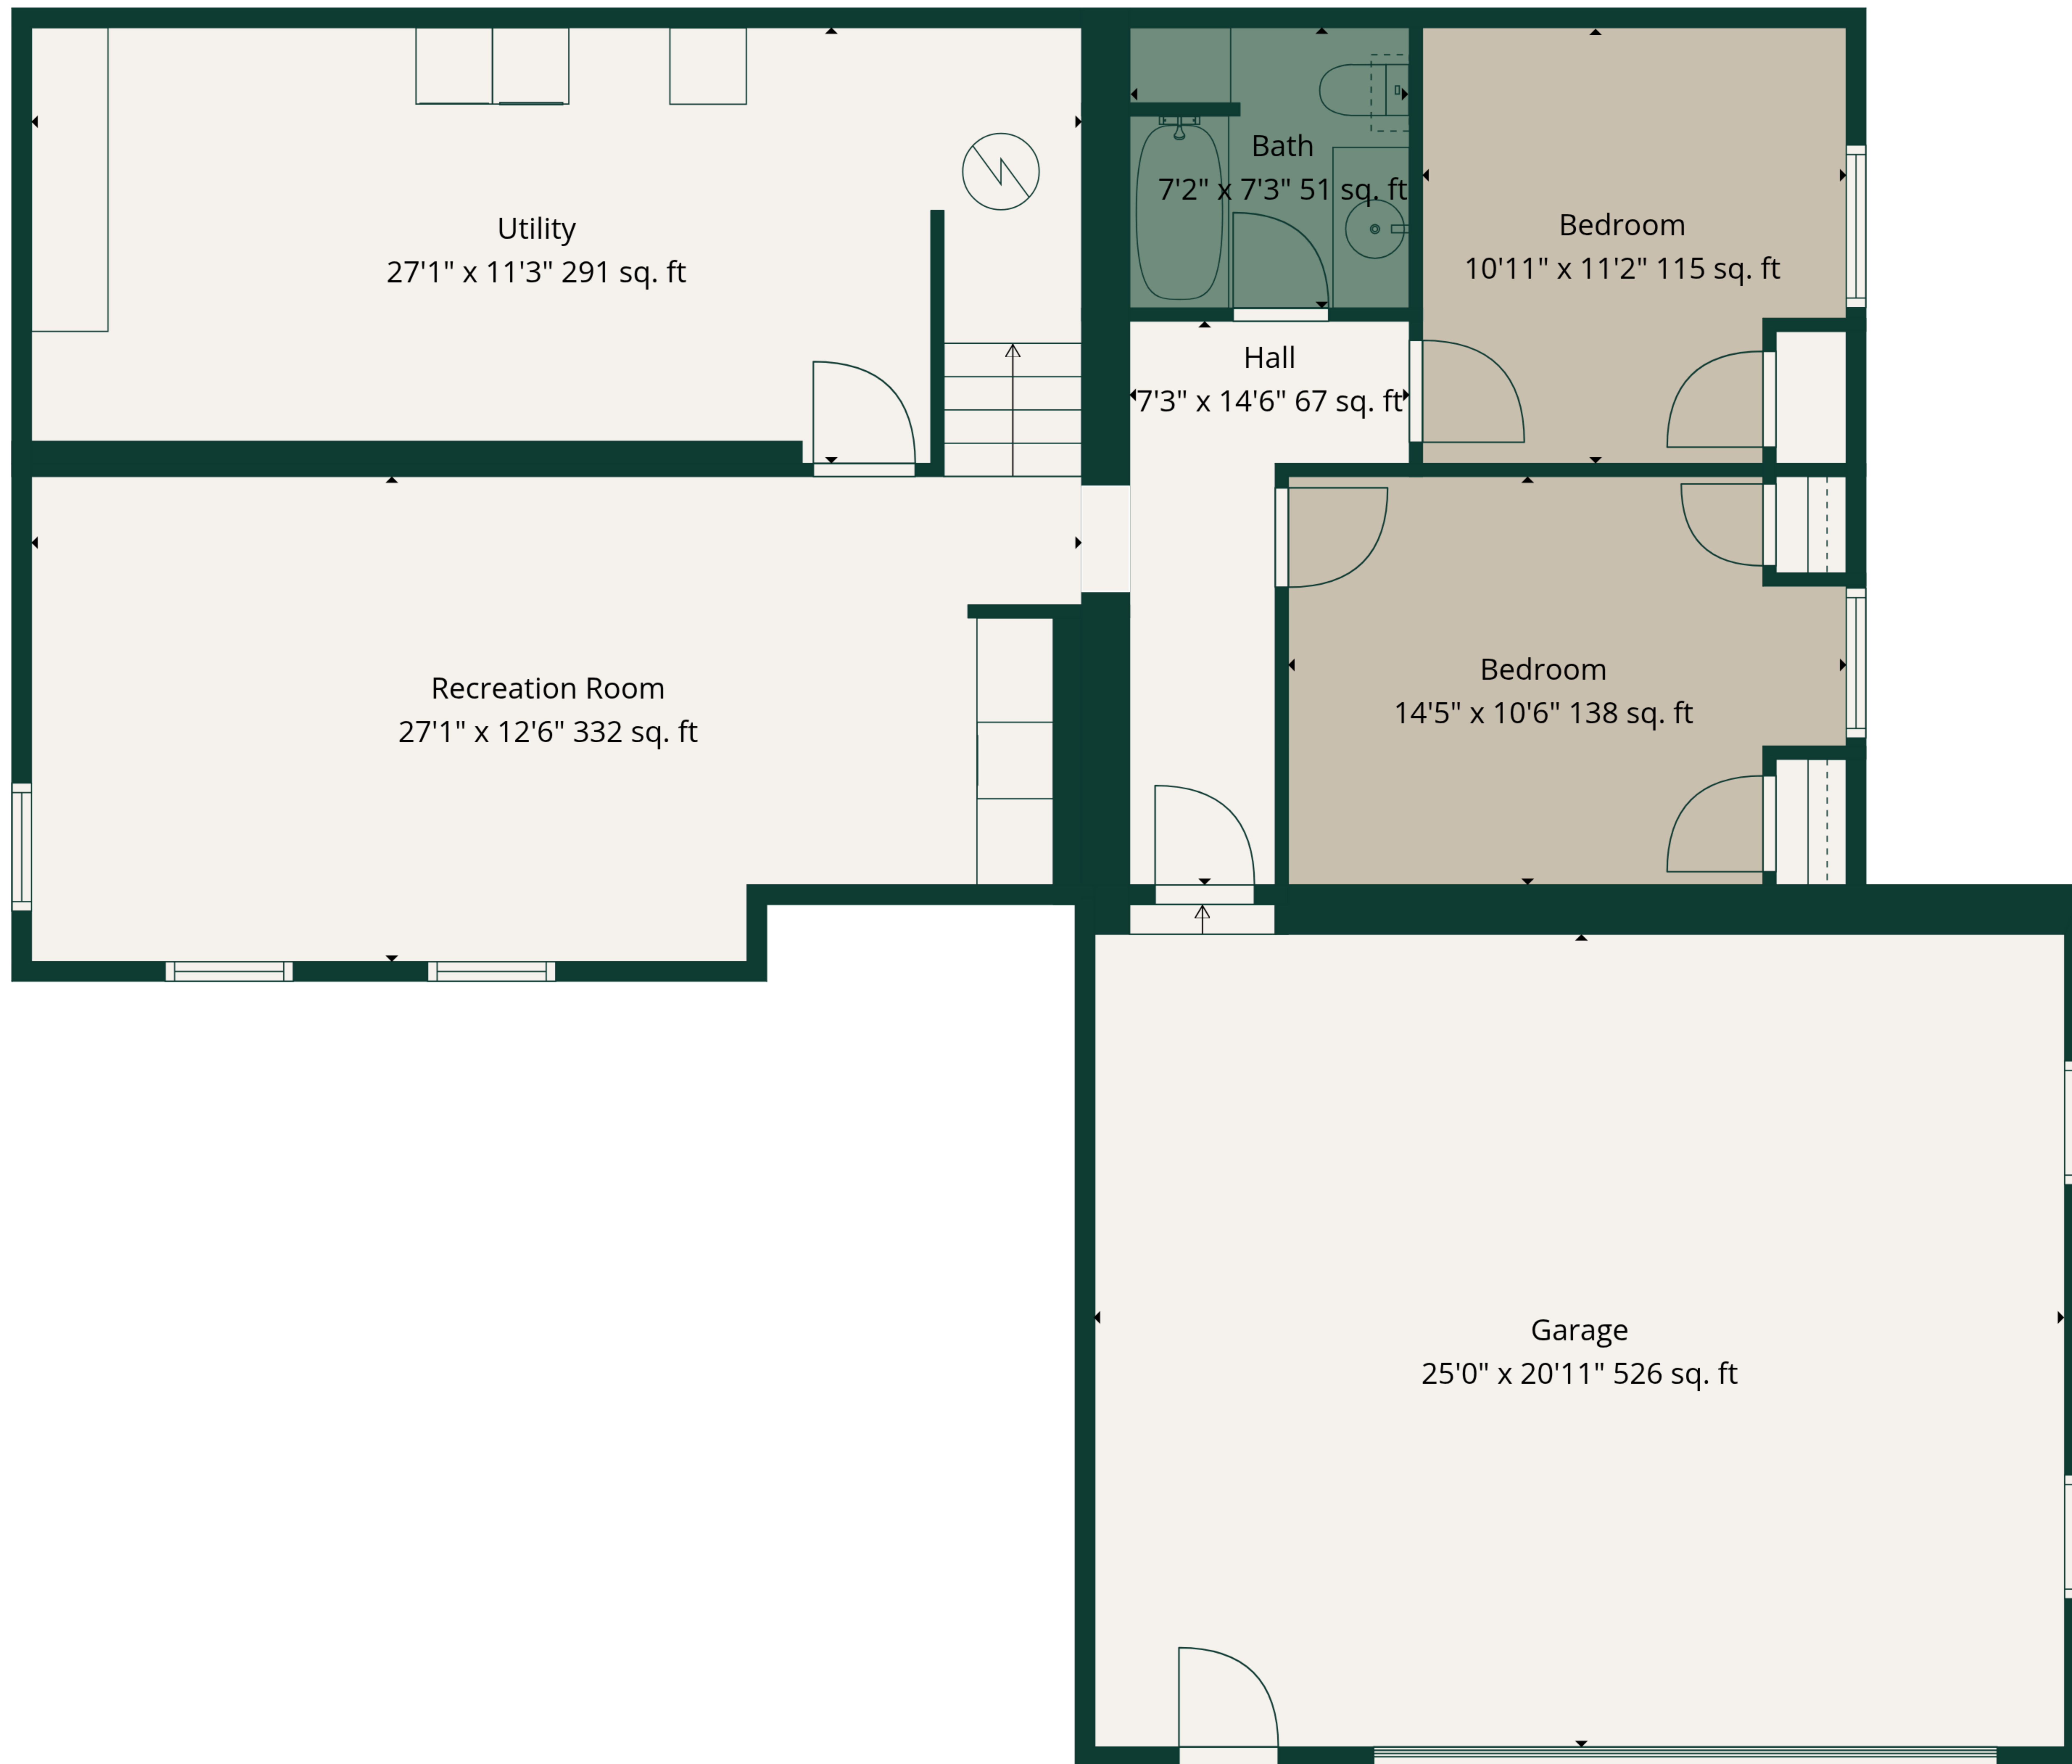 Bath
7'2" x 7'3" 51 sq. ft
Utility
27'1" x 11'3" 291 sq. ft
Bedroom
10'11" x 11'2" 115 sq. ft
Hall
7'3" x 14'6" 67 sq. ft
Recreation Room
27'1" x 12'6" 332 sq. ft
Bedroom
14'5" x 10'6" 138 sq. ft
Garage
25'0" x 20'11" 526 sq. ft